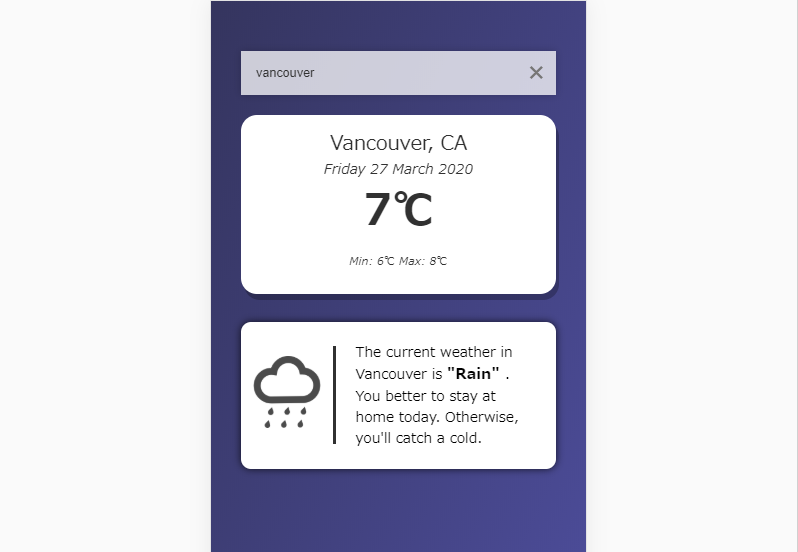 vancouver
Vancouver, CA
Friday 27 March 2020
7℃
Min: 6℃ Max: 8℃
The current weather in
Vancouver is "Rain" .
You better to stay at
home today. Otherwise,
you'll catch a cold.